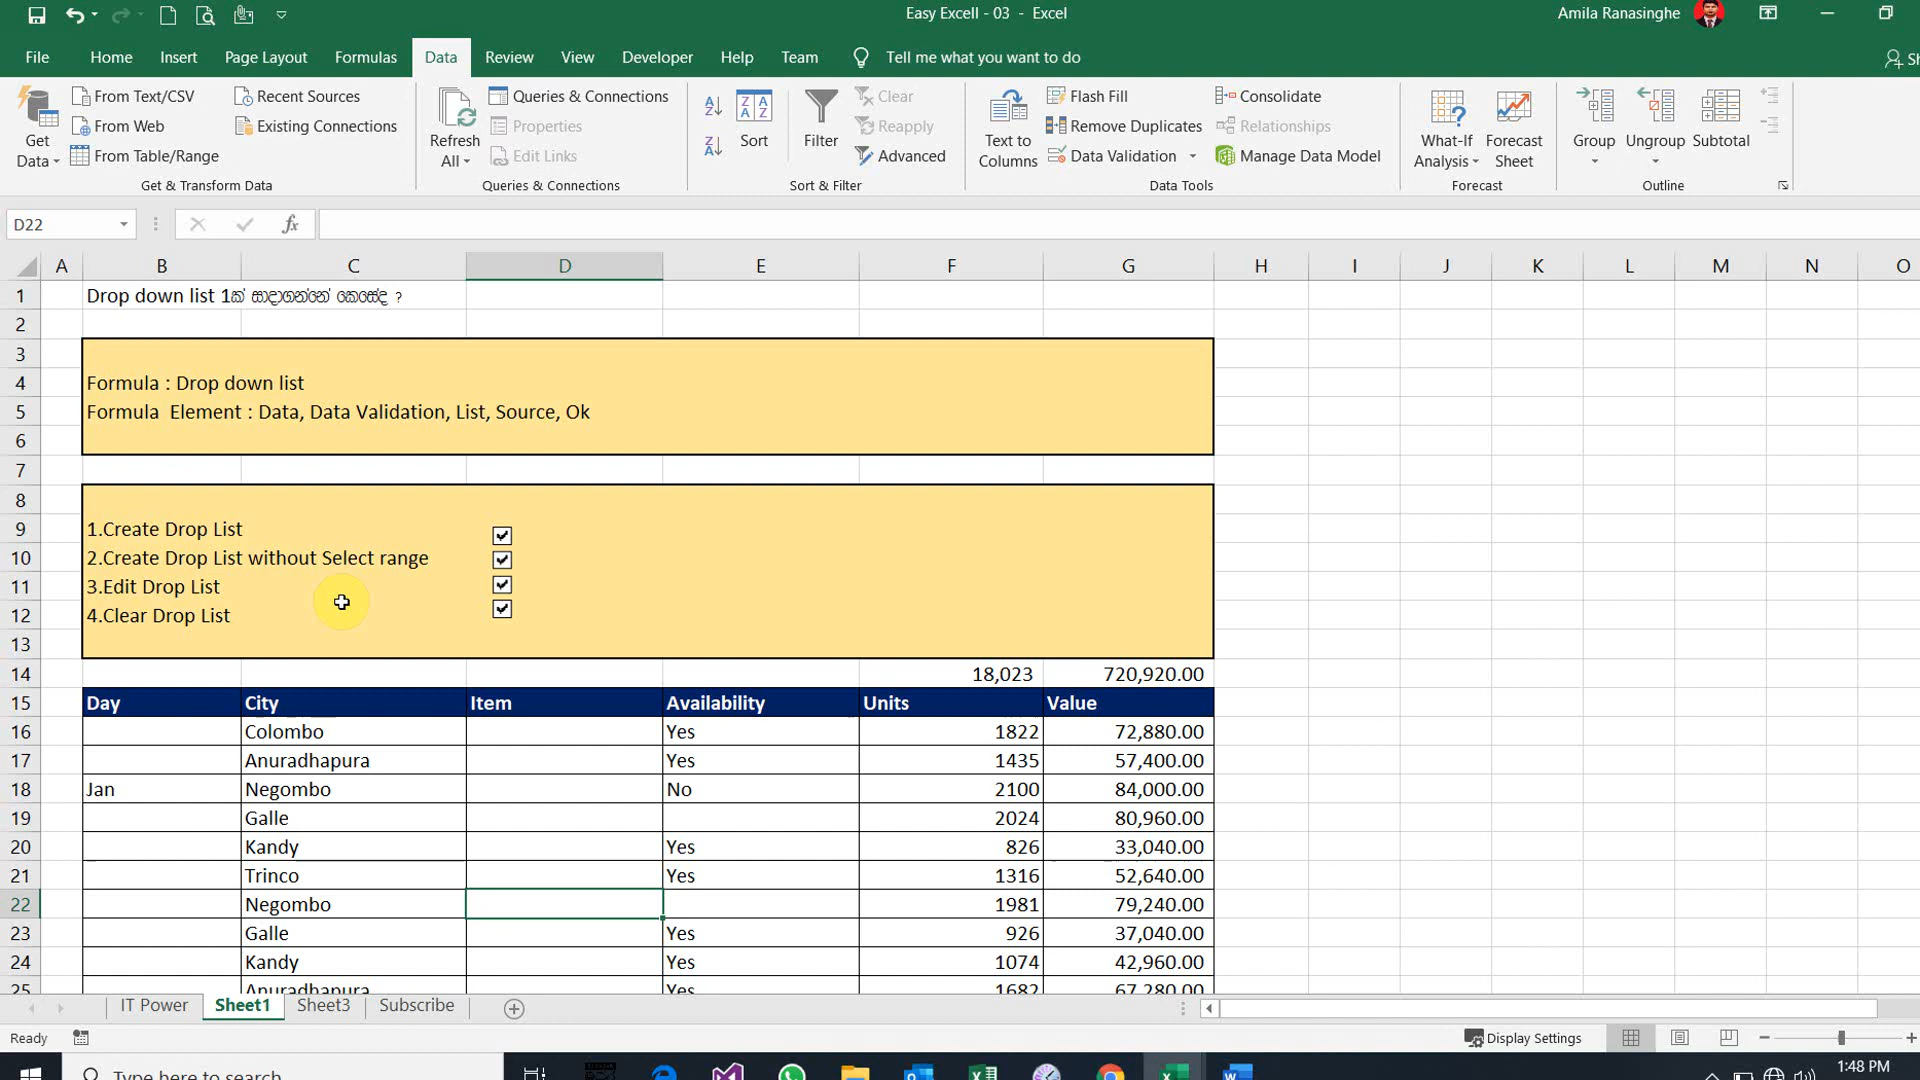 Easy Excell - 03 - Excel
Amila Ranasinghe
File Home Insert Page Layout Formulas Data Review View Developer Help Team Tell me what you want to do
Get Data
From Text/CSV
From Web
From Table/Range
Recent Sources
Existing Connections
Get & Transform Data
Refresh All
Queries & Connections
Properties
Edit Links
Queries & Connections
Sort
Filter
Clear
Reapply
Advanced
Sort & Filter
Text to Columns
Flash Fill
Remove Duplicates
Data Validation
Consolidate
Relationships
Manage Data Model
Data Tools
What-If Analysis
Forecast Sheet
Forecast
Group
Ungroup
Subtotal
Outline
D22
fx
A B C D E F G H I J K L M N O
1 Drop down list 1ක් සාදාගන්නේ කෙසේද ?
2
3
4 Formula : Drop down list
5 Formula Element : Data, Data Validation, List, Source, Ok
6
7
8
9 1.Create Drop List
10 2.Create Drop List without Select range
11 3.Edit Drop List
12 4.Clear Drop List
13
14 18,023 720,920.00
15 Day City Item Availability Units Value
16 Colombo Yes 1822 72,880.00
17 Anuradhapura Yes 1435 57,400.00
18 Jan Negombo No 2100 84,000.00
19 Galle 2024 80,960.00
20 Kandy Yes 826 33,040.00
21 Trinco Yes 1316 52,640.00
22 Negombo 1981 79,240.00
23 Galle Yes 926 37,040.00
24 Kandy Yes 1074 42,960.00
25 Anuradhapura Yes 1682 67,280.00
IT Power Sheet1 Sheet3 Subscribe
Ready
Display Settings
Type here to search
1:48 PM